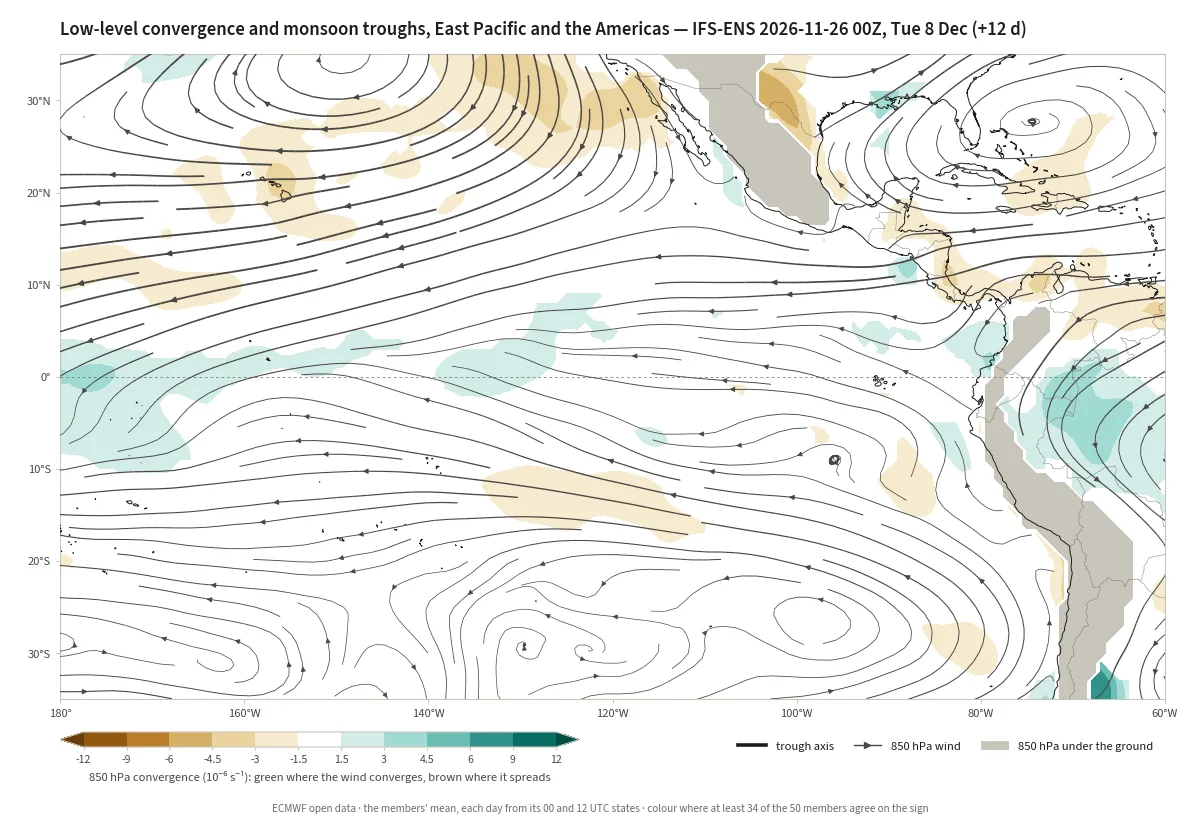 Low-level convergence and monsoon troughs, East Pacific and the Americas — IFS-ENS 2026-11-26 00Z, Tue 8 Dec (+12 d)
30°N
20°N
10°N
0°
10°S
20°S
30°S
180° 160°W 140°W 120°W 100°W 80°W 60°W
-12 -9 -6 -4.5 -3 -1.5 1.5 3 4.5 6 9 12
850 hPa convergence (10⁻⁶ s⁻¹): green where the wind converges, brown where it spreads
trough axis 850 hPa wind 850 hPa under the ground
ECMWF open data · the members' mean, each day from its 00 and 12 UTC states · colour where at least 34 of the 50 members agree on the sign